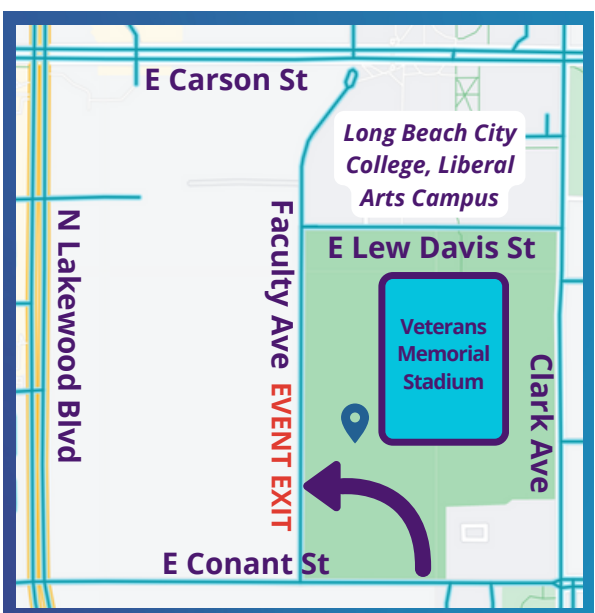 E Carson St
Long Beach City
College, Liberal
Arts Campus
N Lakewood Blvd
Faculty Ave
E Lew Davis St
Veterans
Memorial
Stadium
Clark Ave
EVENT EXIT
E Conant St